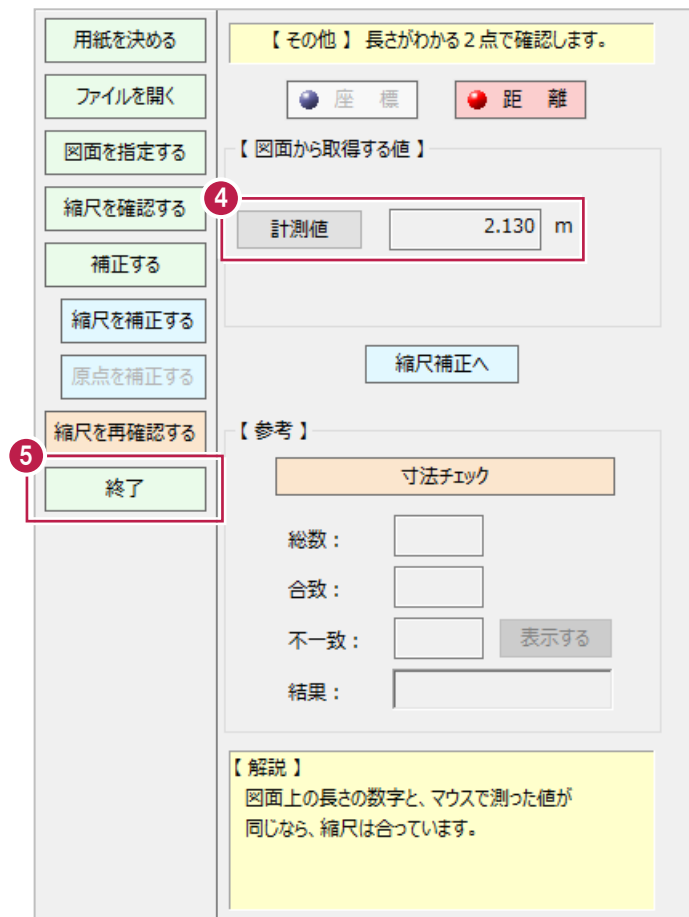 用紙を決める
ファイルを開く
図面を指定する
縮尺を確認する
補正する
縮尺を補正する
原点を補正する
縮尺を再確認する
5
終了
【 その他 】 長さがわかる２点で確認します。
座 標
距 離
【 図面から取得する値 】
4
計測値 2.130 m
縮尺補正へ
【 参考 】
寸法チェック
総数：
合致：
不一致： 表示する
結果：
【 解説 】
図面上の長さの数字と、マウスで測った値が
同じなら、縮尺は合っています。